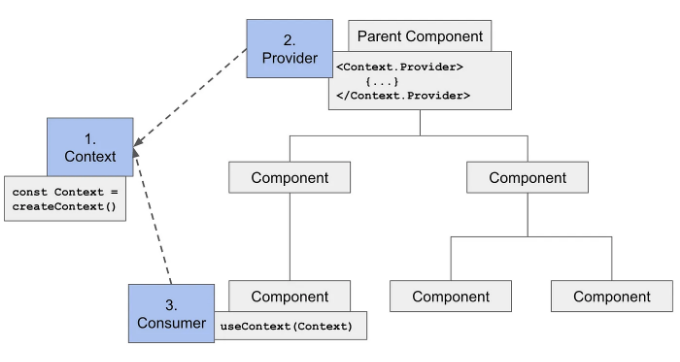 2.
Provider
Parent Component
<Context.Provider>
{...}
</Context.Provider>
1.
Context
const Context =
createContext()
Component
Component
3.
Consumer
Component
useContext(Context)
Component
Component